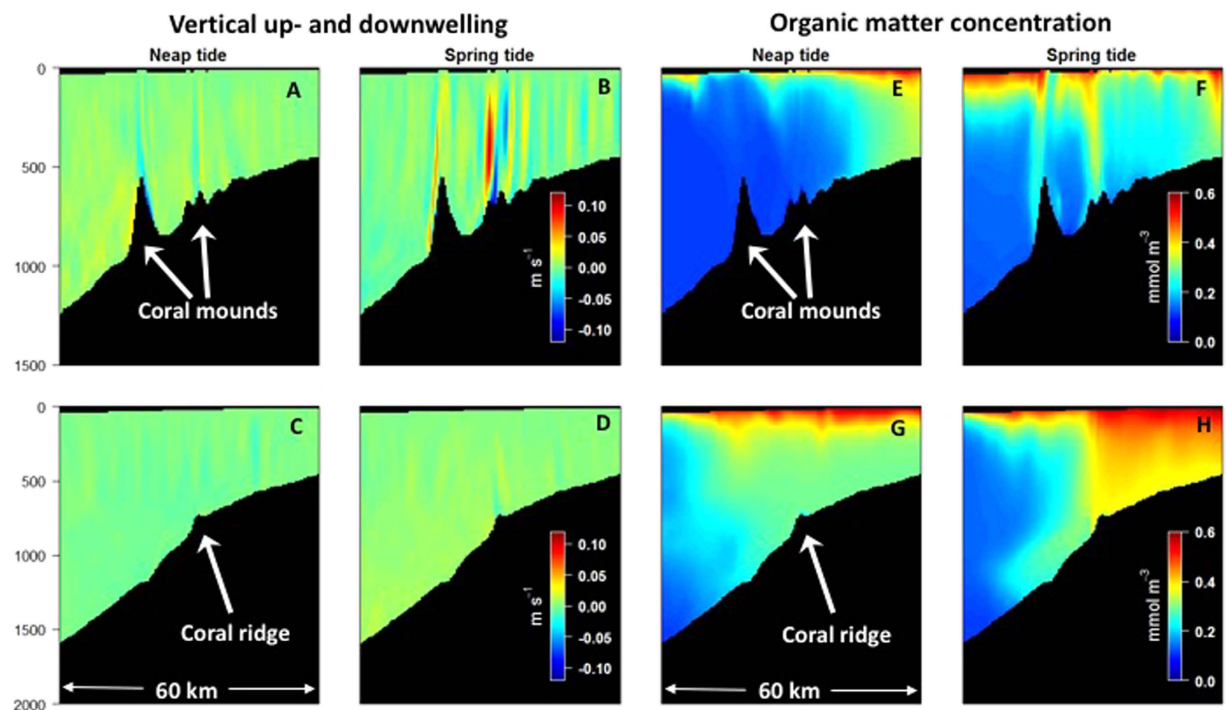 Vertical up- and downwelling
Organic matter concentration
Neap tide
Spring tide
Neap tide
Spring tide
0
500
1000
1500
A
Coral mounds
B
0.10
0.05
0.00
-0.05
-0.10
m s⁻¹
E
Coral mounds
F
0.6
0.4
0.2
0.0
mmol m⁻³
0
500
1000
1500
2000
C
Coral ridge
60 km
D
0.10
0.05
0.00
-0.05
-0.10
m s⁻¹
G
Coral ridge
60 km
H
0.6
0.4
0.2
0.0
mmol m⁻³